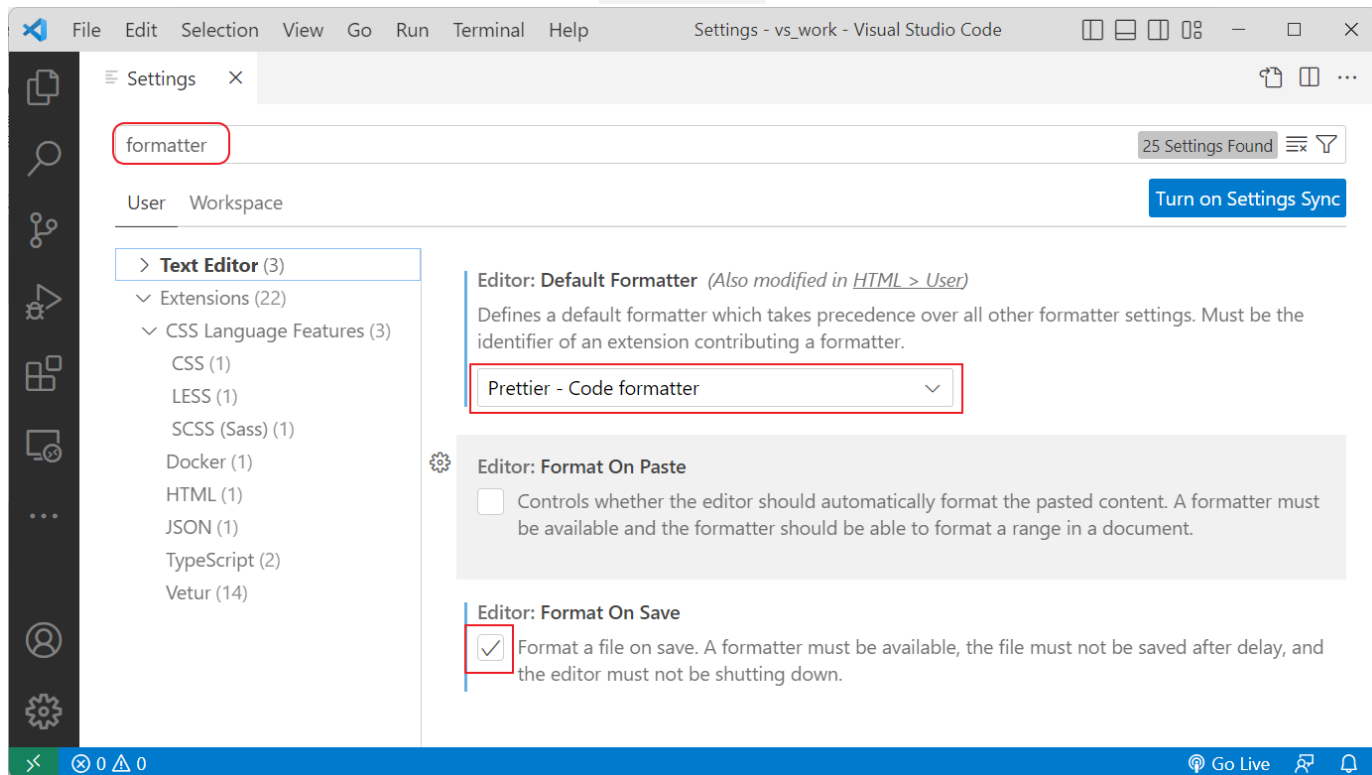 File Edit Selection View Go Run Terminal Help Settings - vs_work - Visual Studio Code
Settings
formatter 25 Settings Found
User Workspace Turn on Settings Sync
Text Editor (3)
Extensions (22)
CSS Language Features (3)
CSS (1)
LESS (1)
SCSS (Sass) (1)
Docker (1)
HTML (1)
JSON (1)
TypeScript (2)
Vetur (14)
Editor: Default Formatter (Also modified in HTML > User)
Defines a default formatter which takes precedence over all other formatter settings. Must be the
identifier of an extension contributing a formatter.
Prettier - Code formatter
Editor: Format On Paste
Controls whether the editor should automatically format the pasted content. A formatter must
be available and the formatter should be able to format a range in a document.
Editor: Format On Save
Format a file on save. A formatter must be available, the file must not be saved after delay, and
the editor must not be shutting down.
0 0 Go Live